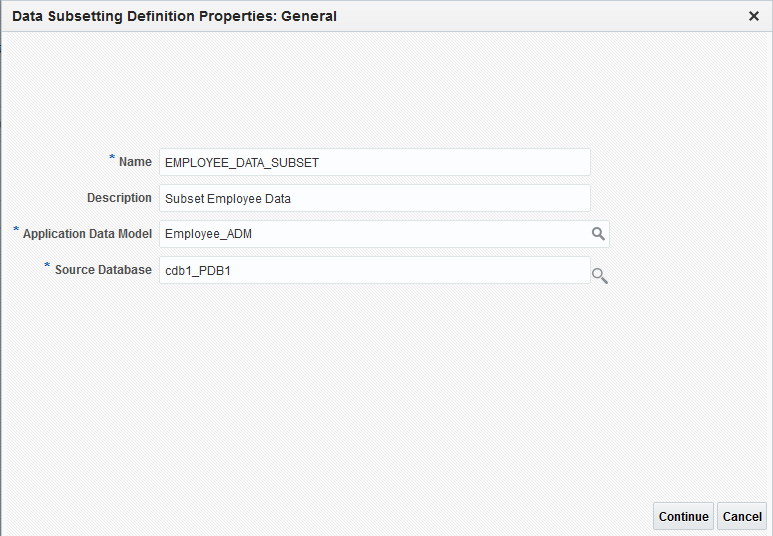 Data Subsetting Definition Properties: General
* Name EMPLOYEE_DATA_SUBSET
Description Subset Employee Data
* Application Data Model Employee_ADM
* Source Database cdb1_PDB1
Continue Cancel